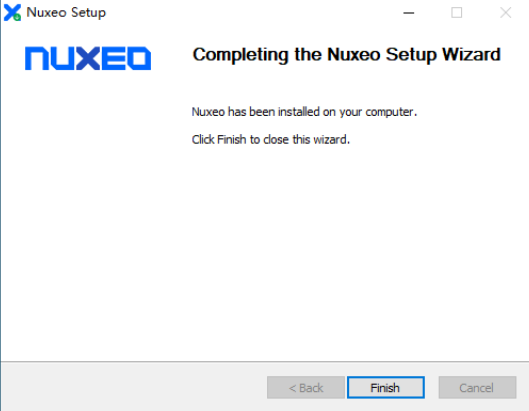 Nuxeo Setup
NUXEO
Completing the Nuxeo Setup Wizard
Nuxeo has been installed on your computer.
Click Finish to close this wizard.
< Back
Finish
Cancel